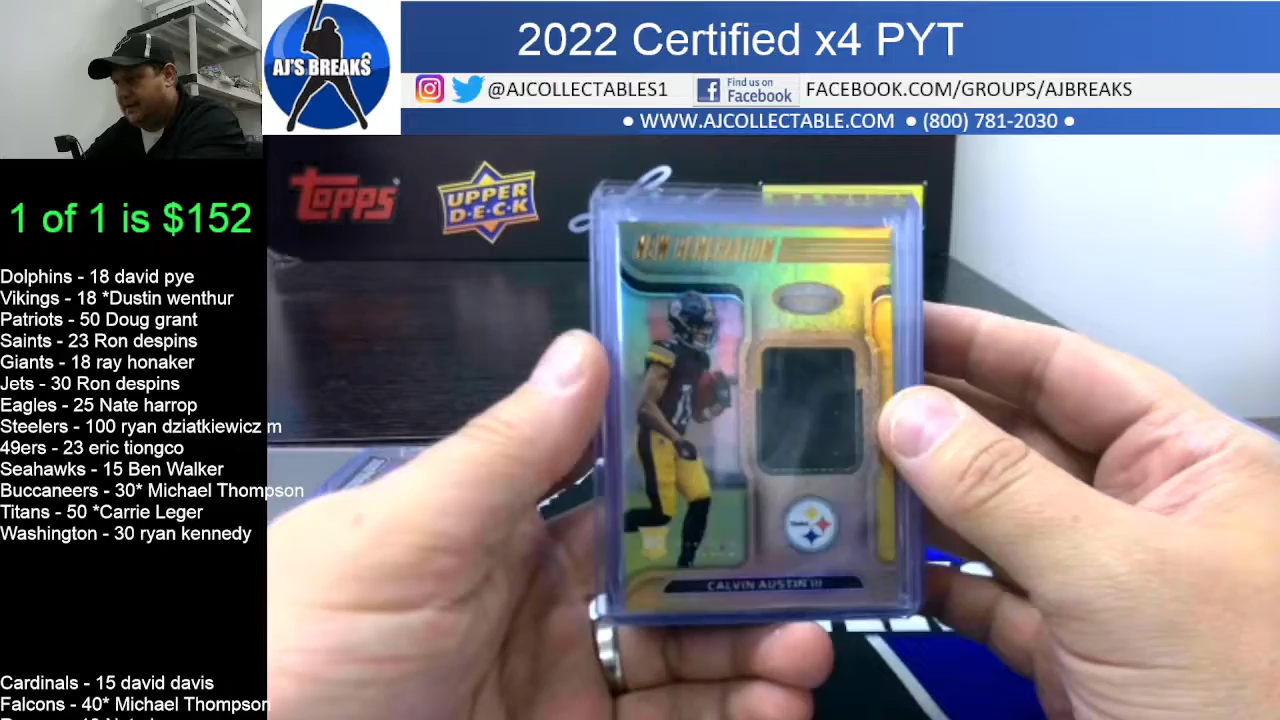 AJ'S BREAKS
2022 Certified x4 PYT
@AJCOLLECTABLES1
Find us on
Facebook
FACEBOOK.COM/GROUPS/AJBREAKS
• WWW.AJCOLLECTABLE.COM • (800) 781-2030 •
1 of 1 is $152
Dolphins - 18 david pye
Vikings - 18 *Dustin wenthur
Patriots - 50 Doug grant
Saints - 23 Ron despins
Giants - 18 ray honaker
Jets - 30 Ron despins
Eagles - 25 Nate harrop
Steelers - 100 ryan dziatkiewicz m
49ers - 23 eric tiongco
Seahawks - 15 Ben Walker
Buccaneers - 30* Michael Thompson
Titans - 50 *Carrie Leger
Washington - 30 ryan kennedy
Cardinals - 15 david davis
Falcons - 40* Michael Thompson
Topps
UPPER
D·E·C·K
NEW GENERATION
CALVIN AUSTIN III